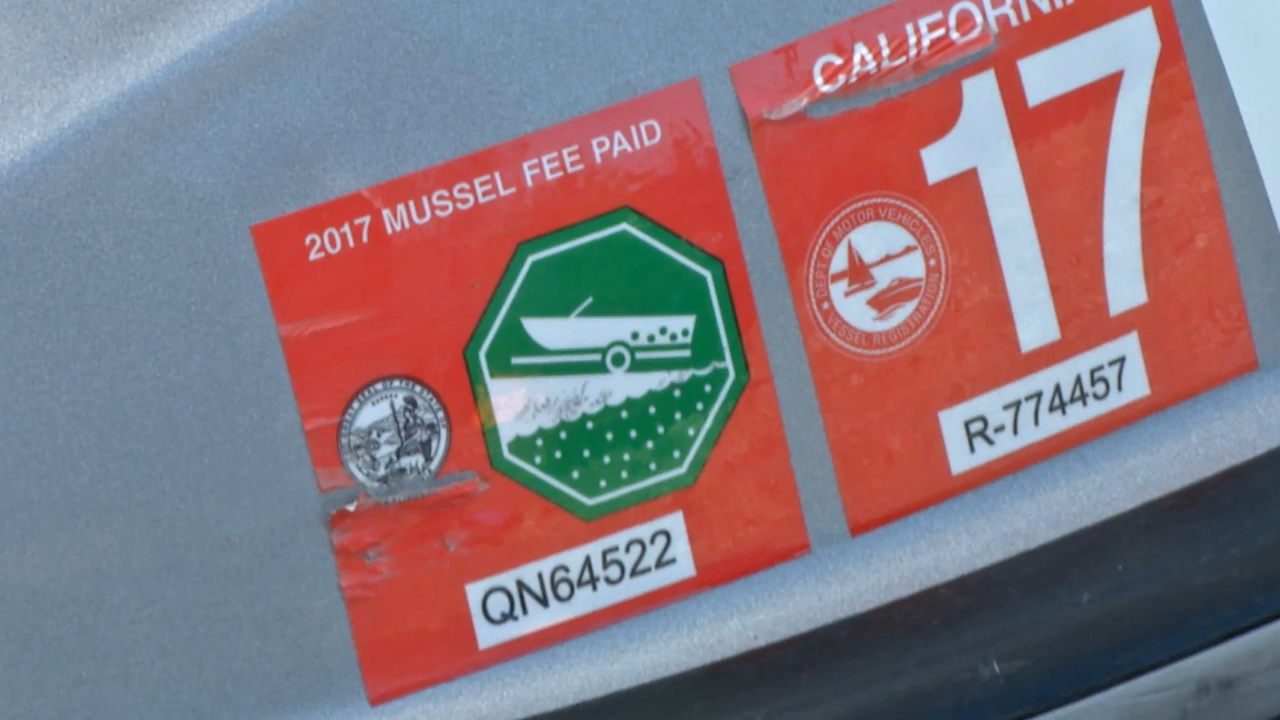 2017 MUSSEL FEE PAID
QN64522
CALIFORNIA
17
DEPT OF MOTOR VEHICLES
VESSEL REGISTRATION
R-774457